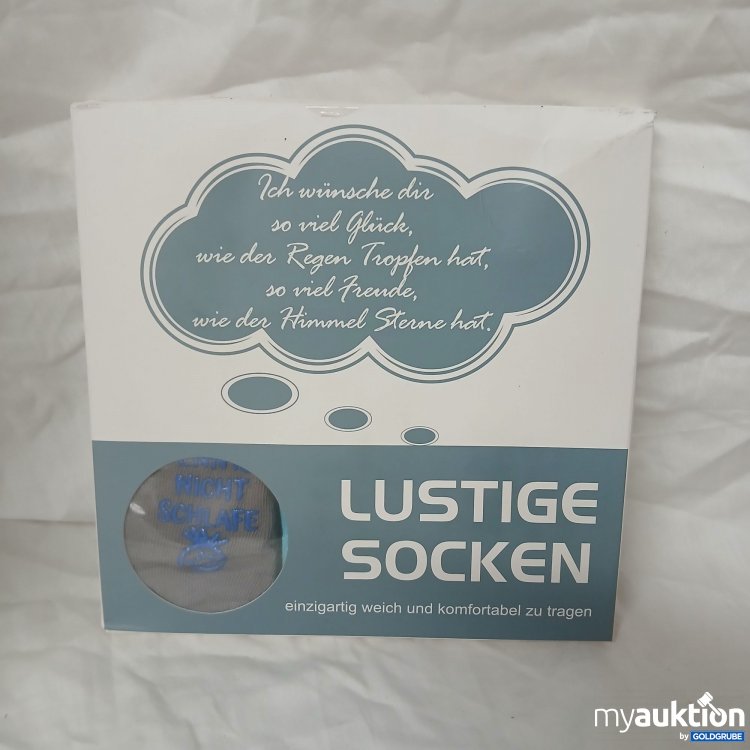 Ich wünsche dir
so viel Glück,
wie der Regen Tropfen hat,
so viel Freude,
wie der Himmel Sterne hat.
NICHT
SCHLAFE
LUSTIGE
SOCKEN
einzigartig weich und komfortabel zu tragen
myauktion
by GOLDGRUBE